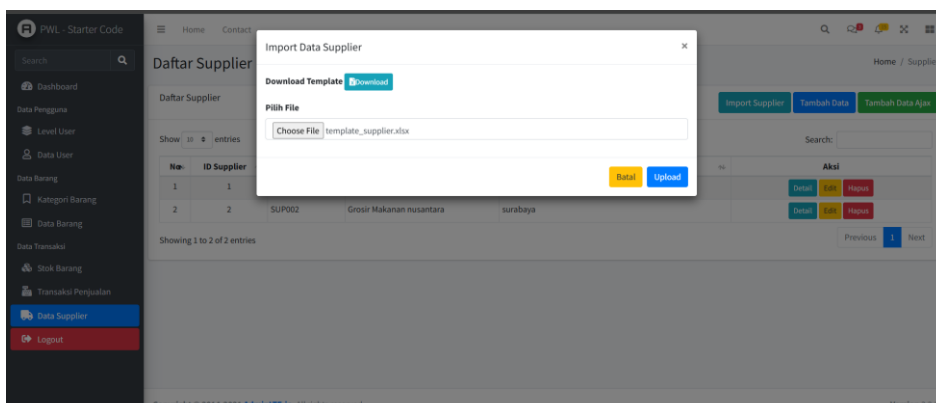 PWL - Starter Code
Home Contact
Search
Dashboard
Data Pengguna
Level User
Data User
Data Barang
Kategori Barang
Data Barang
Data Transaksi
Stok Barang
Transaksi Penjualan
Data Supplier
Logout
Daftar Supplier
Home / Supplie
Daftar Supplier
Import Supplier Tambah Data Tambah Data Ajax
Show 10 entries
Search:
No ID Supplier Aksi
1 1 Detail Edit Hapus
2 2 SUP002 Grosir Makanan nusantara surabaya Detail Edit Hapus
Showing 1 to 2 of 2 entries
Previous 1 Next
Import Data Supplier ×
Download Template Download
Pilih File
Choose File template_supplier.xlsx
Batal Upload